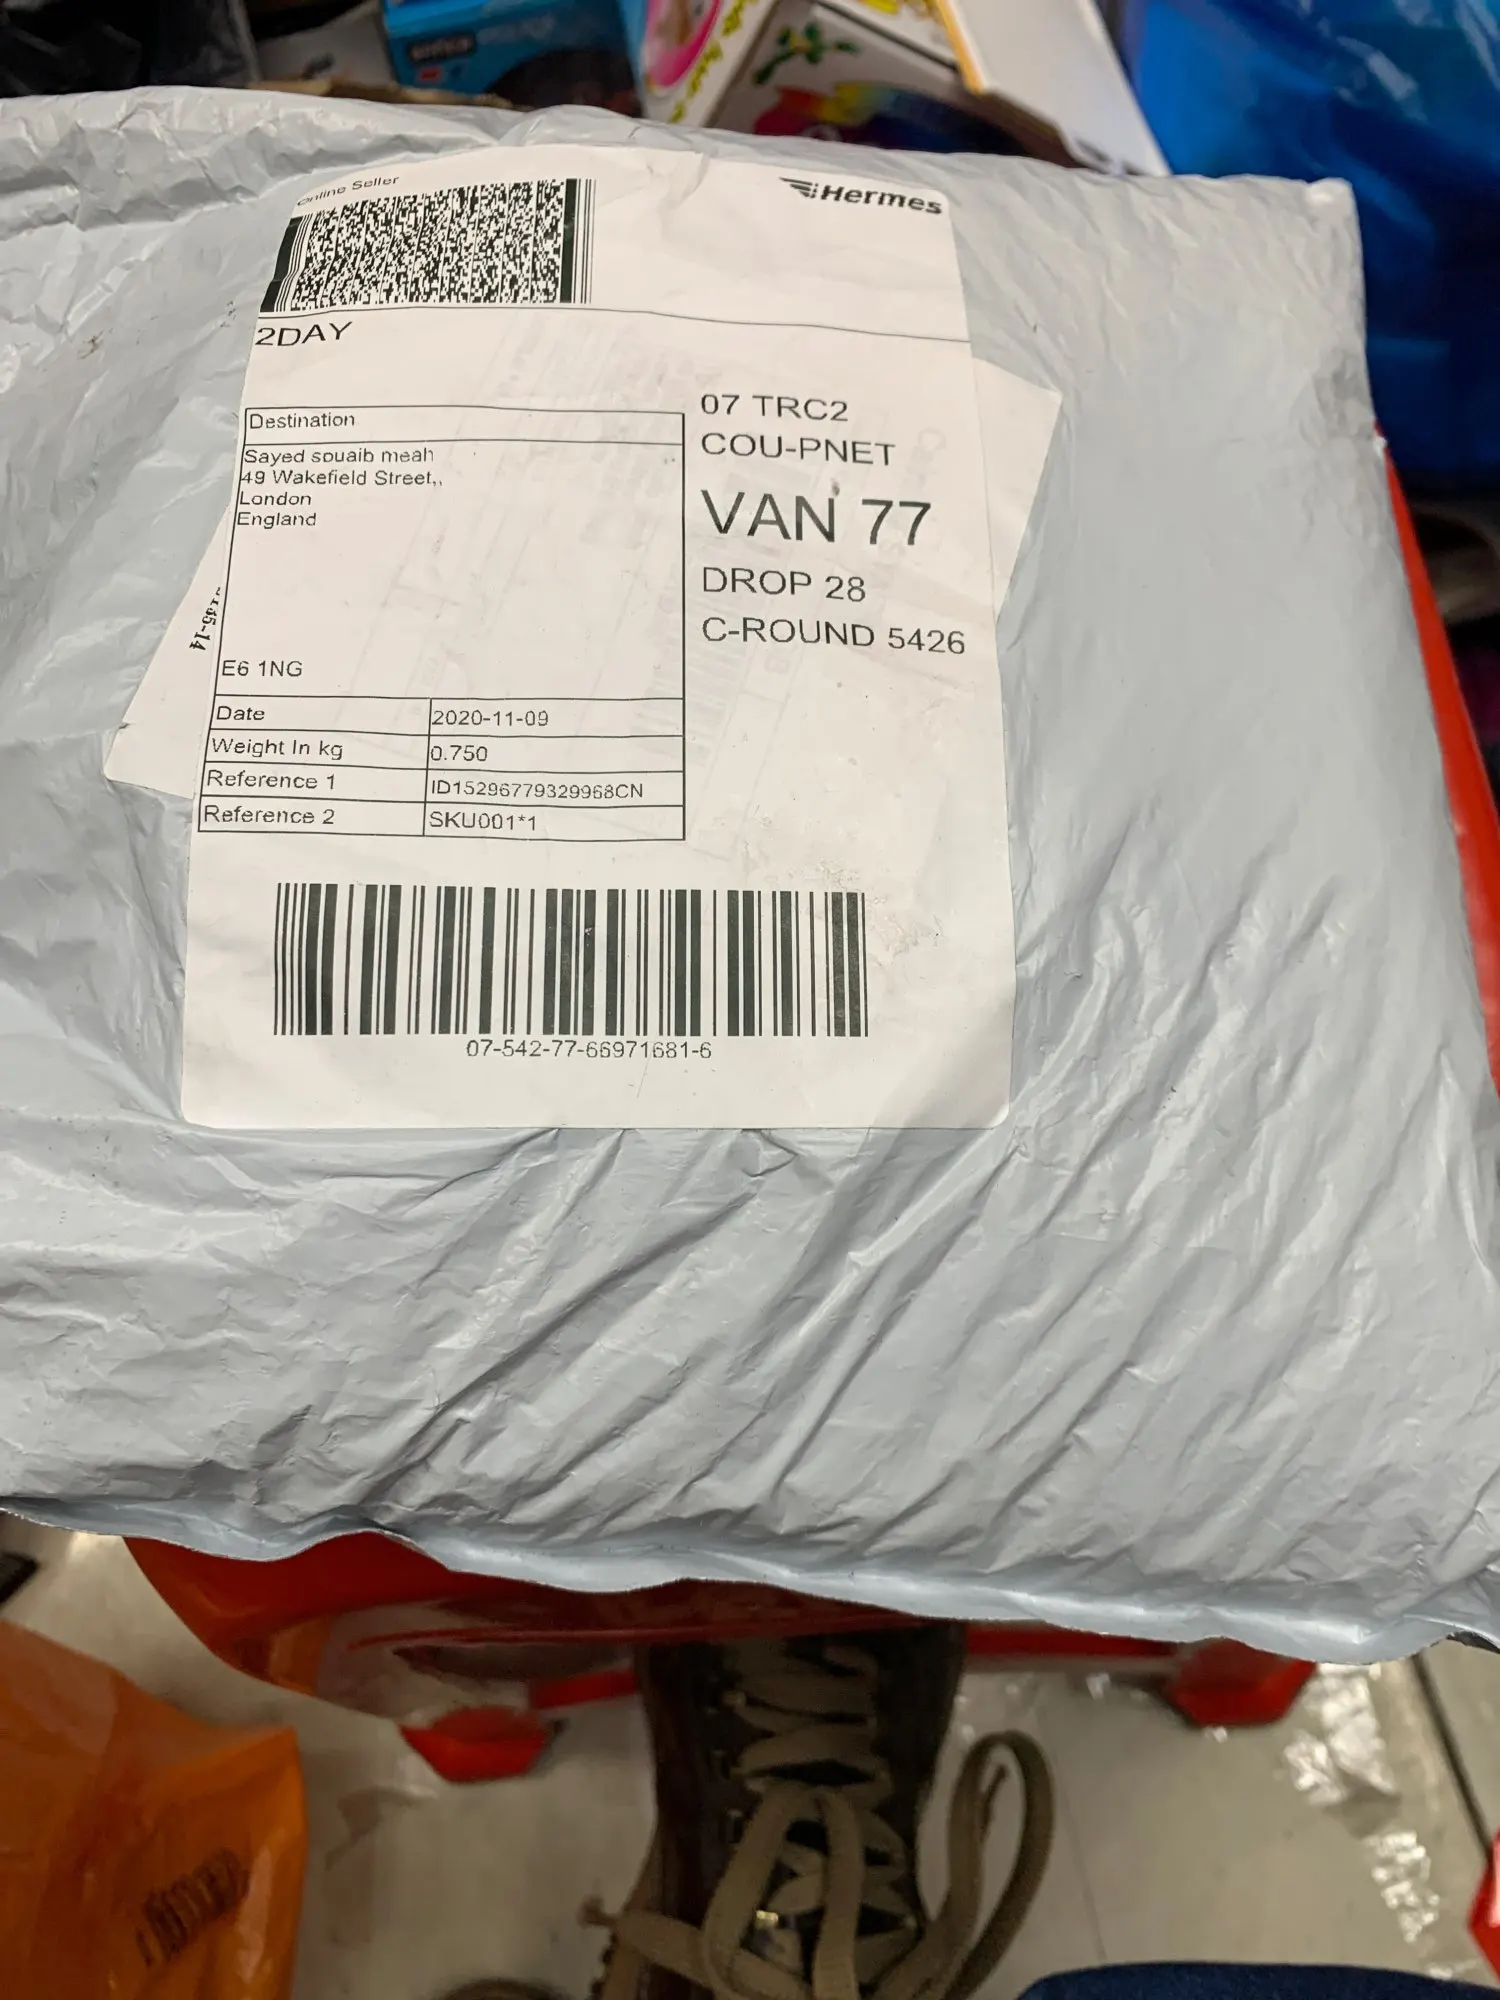 Online Seller
Hermes
2DAY
07 TRC2
COU-PNET
VAN 77
DROP 28
C-ROUND 5426
Destination
Sayed souaib meah
49 Wakefield Street,,
London
England
E6 1NG
Date 2020-11-09
Weight In kg 0.750
Reference 1 ID15296779329968CN
Reference 2 SKU001*1
07-542-77-66971681-6